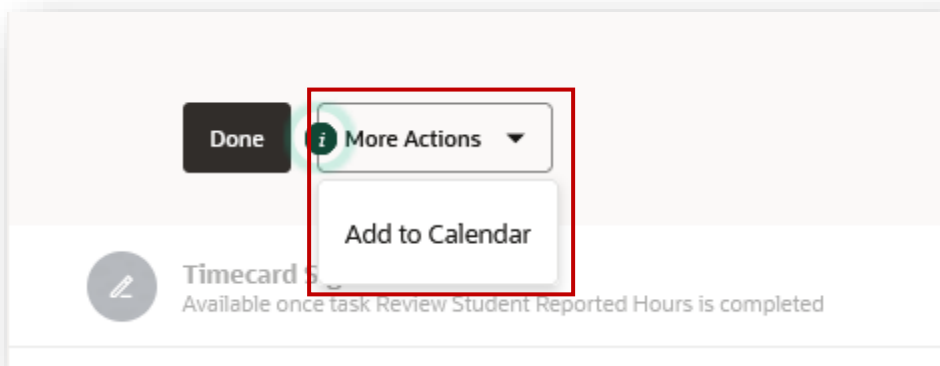 Done
i More Actions
Add to Calendar
Timecard
Available once task Review Student Reported Hours is completed